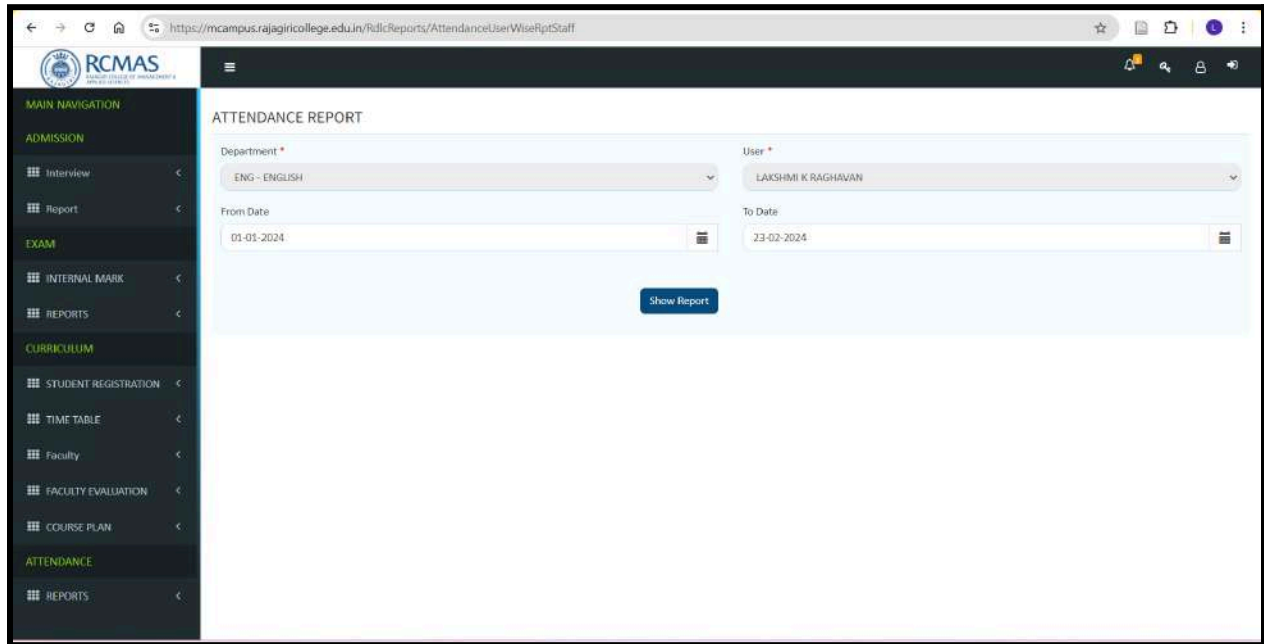 https://mcampus.rajagiricollege.edu.in/RdlcReports/AttendanceUserWiseRptStaff
L
RCMAS
MAIN NAVIGATION
ADMISSION
Interview
Report
EXAM
INTERNAL MARK
REPORTS
CURRICULUM
STUDENT REGISTRATION
TIME TABLE
Faculty
FACULTY EVALUATION
COURSE PLAN
ATTENDANCE
REPORTS
ATTENDANCE REPORT
Department * User *
ENG - ENGLISH LAKSHMI K RAGHAVAN
From Date To Date
01-01-2024 23-02-2024
Show Report